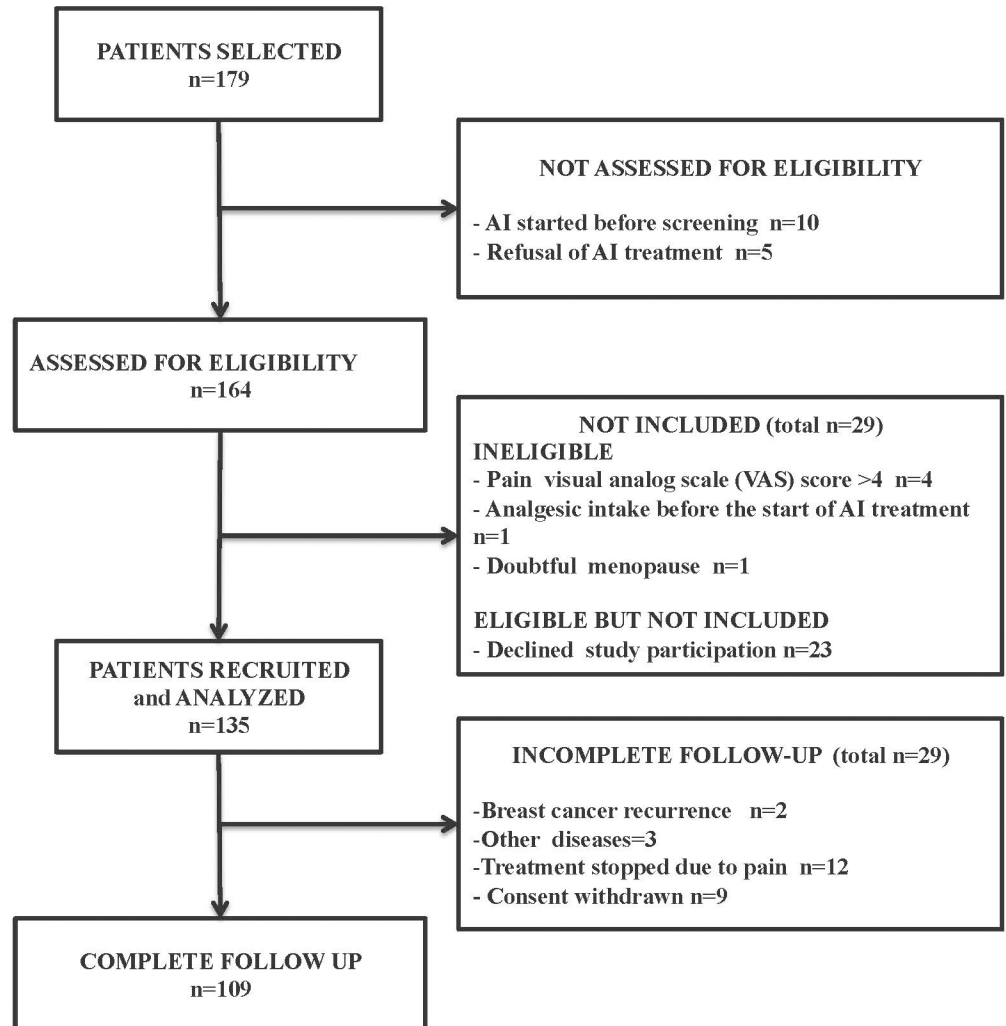 PATIENTS SELECTED
n=179
NOT ASSESSED FOR ELIGIBILITY
- AI started before screening n=10
- Refusal of AI treatment n=5
ASSESSED FOR ELIGIBILITY
n=164
NOT INCLUDED (total n=29)
INELIGIBLE
- Pain visual analog scale (VAS) score >4 n=4
- Analgesic intake before the start of AI treatment
n=1
- Doubtful menopause n=1
ELIGIBLE BUT NOT INCLUDED
- Declined study participation n=23
PATIENTS RECRUITED
and ANALYZED
n=135
INCOMPLETE FOLLOW-UP (total n=29)
-Breast cancer recurrence n=2
-Other diseases=3
-Treatment stopped due to pain n=12
- Consent withdrawn n=9
COMPLETE FOLLOW UP
n=109